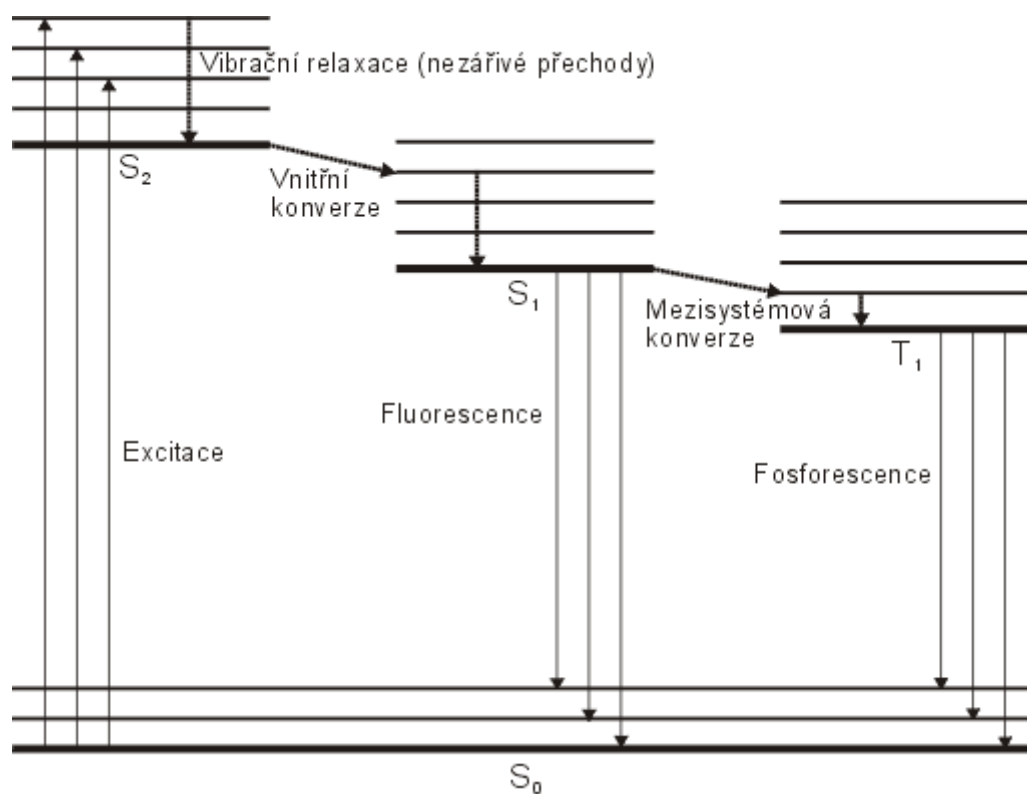 Vibrační relaxace (nezářivé přechody)
S₂
Vnitřní
konverze
S₁
Mezisystémová
konverze
T₁
Fluorescence
Excitace
Fosforescence
S₀